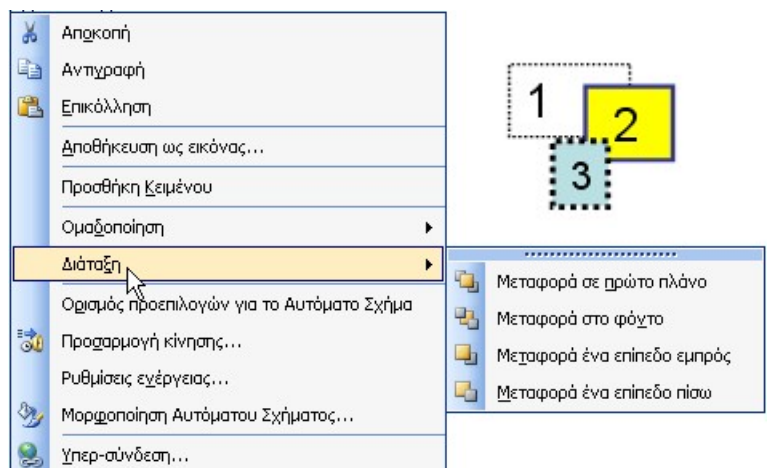 Αποκοπή
Αντιγραφή
Επικόλληση
Αποθήκευση ως εικόνας...
Προσθήκη Κειμένου
Ομαδοποίηση
Διάταξη
Ορισμός προεπιλογών για το Αυτόματο Σχήμα
Προσαρμογή κίνησης...
Ρυθμίσεις ενέργειας...
Μορφοποίηση Αυτόματου Σχήματος...
Υπερ-σύνδεση...
1
2
3
Μεταφορά σε πρώτο πλάνο
Μεταφορά στο φόντο
Μεταφορά ένα επίπεδο εμπρός
Μεταφορά ένα επίπεδο πίσω